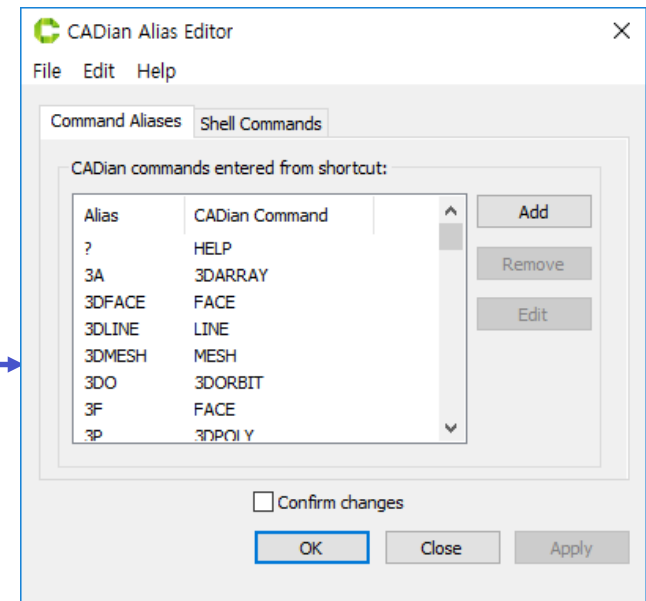 CADian Alias Editor
File Edit Help
Command Aliases Shell Commands
CADian commands entered from shortcut:
Alias CADian Command
? HELP
3A 3DARRAY
3DFACE FACE
3DLINE LINE
3DMESH MESH
3DO 3DORBIT
3F FACE
3P 3DPOLY
Add
Remove
Edit
Confirm changes
OK Close Apply